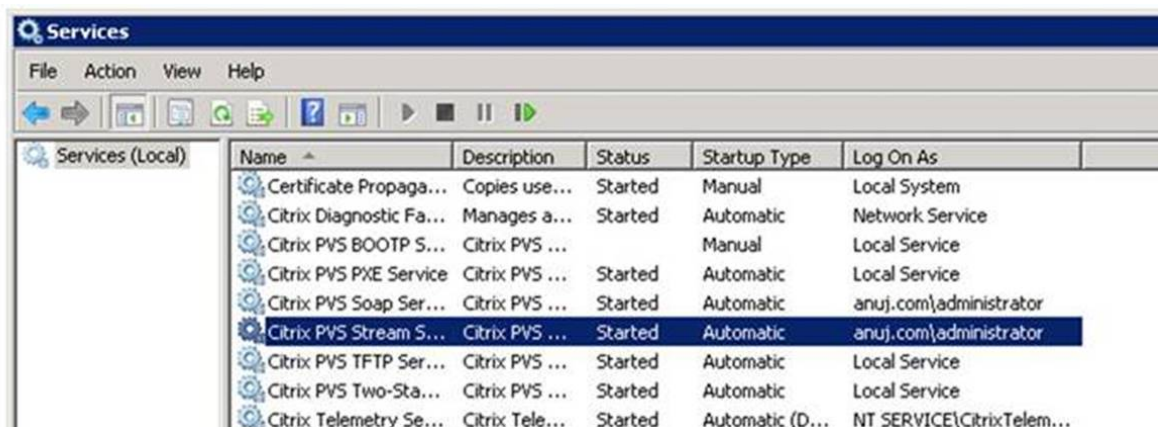 Services
File Action View Help
Services (Local)
Name Description Status Startup Type Log On As
Certificate Propaga... Copies use... Started Manual Local System
Citrix Diagnostic Fa... Manages a... Started Automatic Network Service
Citrix PVS BOOTP S... Citrix PVS ... Manual Local Service
Citrix PVS PXE Service Citrix PVS ... Started Automatic Local Service
Citrix PVS Soap Ser... Citrix PVS ... Started Automatic anuj.com\administrator
Citrix PVS Stream S... Citrix PVS ... Started Automatic anuj.com\administrator
Citrix PVS TFTP Ser... Citrix PVS ... Started Automatic Local Service
Citrix PVS Two-Sta... Citrix PVS ... Started Automatic Local Service
Citrix Telemetry Se... Citrix Tele... Started Automatic (D... NT SERVICE\CitrixTelem...